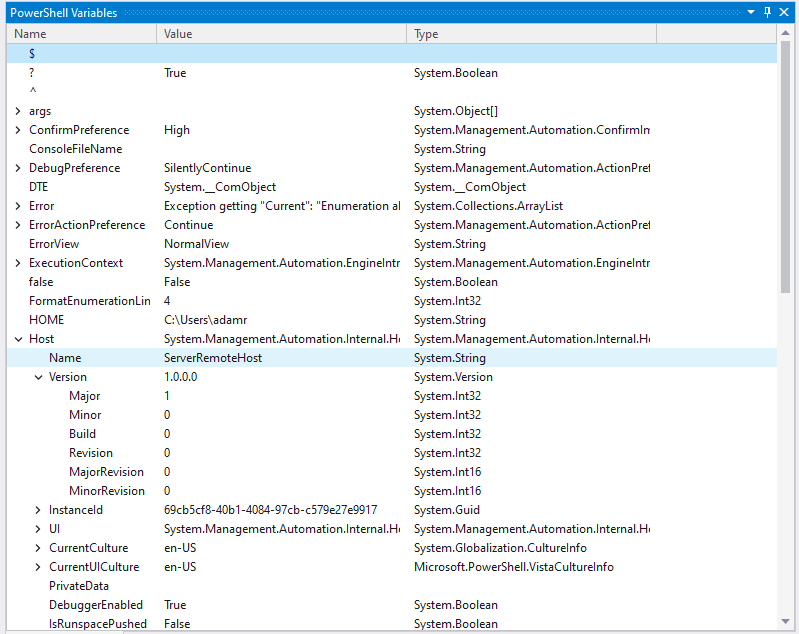 PowerShell Variables
Name Value Type
$
? True System.Boolean
^
args System.Object[]
ConfirmPreference High System.Management.Automation.ConfirmIm
ConsoleFileName System.String
DebugPreference SilentlyContinue System.Management.Automation.ActionPref
DTE System.__ComObject System.__ComObject
Error Exception getting "Current": "Enumeration al System.Collections.ArrayList
ErrorActionPreference Continue System.Management.Automation.ActionPref
ErrorView NormalView System.String
ExecutionContext System.Management.Automation.EngineIntr System.Management.Automation.EngineIntr
false False System.Boolean
FormatEnumerationLin 4 System.Int32
HOME C:\Users\adamr System.String
Host System.Management.Automation.Internal.Ho System.Management.Automation.Internal.Ho
Name ServerRemoteHost System.String
Version 1.0.0.0 System.Version
Major 1 System.Int32
Minor 0 System.Int32
Build 0 System.Int32
Revision 0 System.Int32
MajorRevision 0 System.Int16
MinorRevision 0 System.Int16
InstanceId 69cb5cf8-40b1-4084-97cb-c579e27e9917 System.Guid
UI System.Management.Automation.Internal.Ho System.Management.Automation.Internal.Ho
CurrentCulture en-US System.Globalization.CultureInfo
CurrentUICulture en-US Microsoft.PowerShell.VistaCultureInfo
PrivateData
DebuggerEnabled True System.Boolean
IsRunspacePushed False System.Boolean